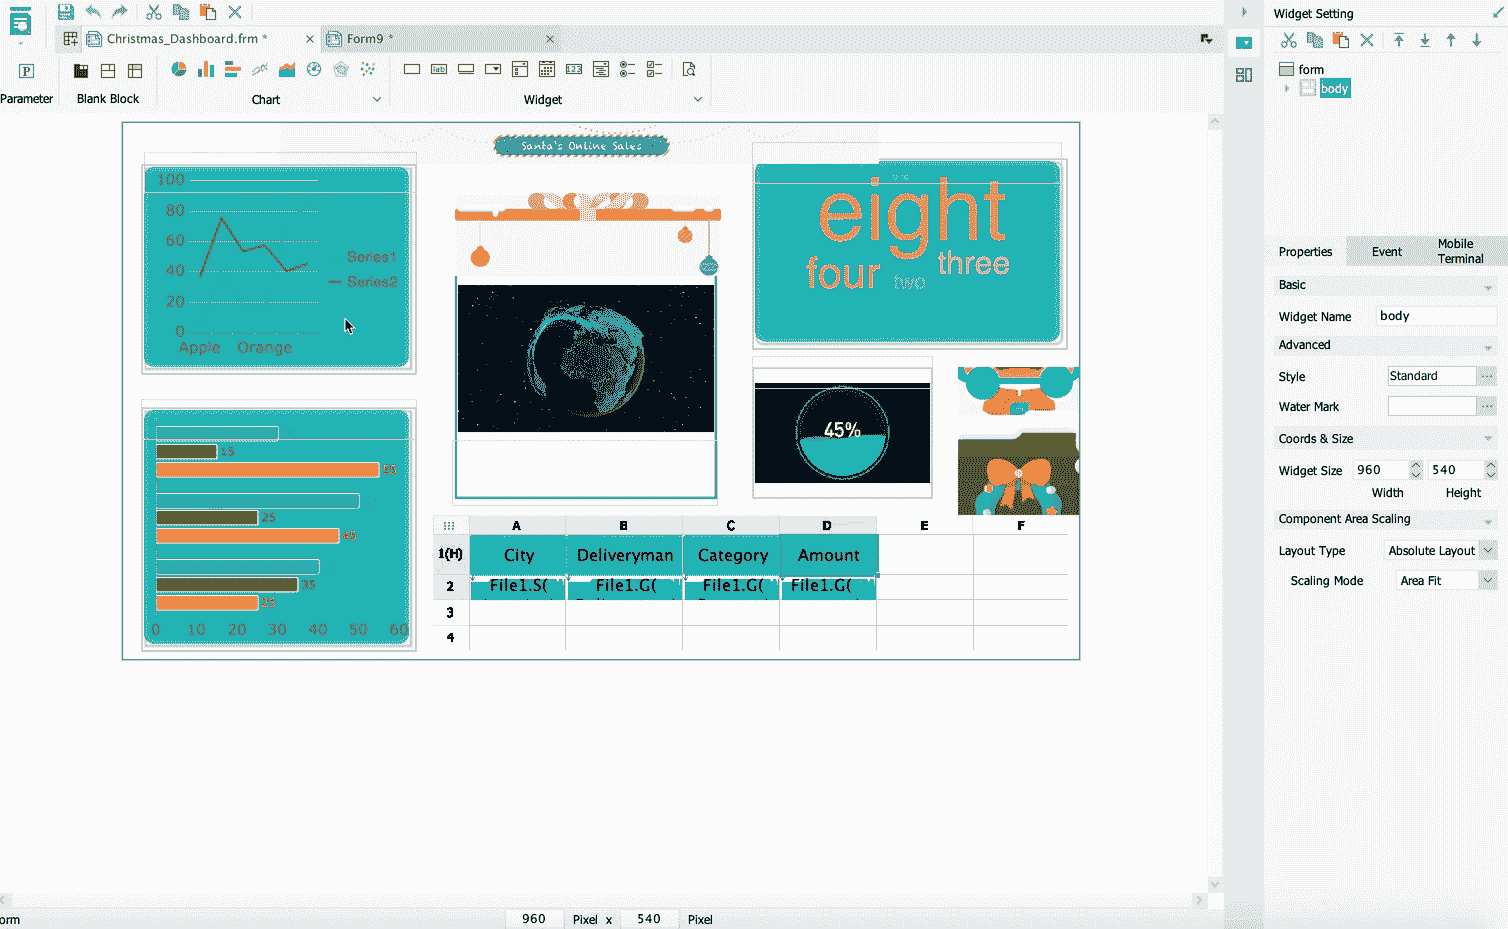 Widget Setting
Christmas_Dashboard.frm *
Form9 *
P
lab
123
Parameter
Blank Block
Chart
Widget
form
body
Santa's Online Sales
100
80
60
40
20
0
Apple
Orange
Series1
Series2
eight
four
two
three
45%
15
55
25
45
35
25
0 10 20 30 40 50 60
A B C D E F
1(H) City Deliveryman Category Amount
2 File1.S( File1.G( File1.G( File1.G(
3
4
Properties
Event
Mobile
Terminal
Basic
Widget Name body
Advanced
Style Standard
Water Mark
Coords & Size
Widget Size 960 540
Width Height
Component Area Scaling
Layout Type Absolute Layout
Scaling Mode Area Fit
orm
960 Pixel x 540 Pixel